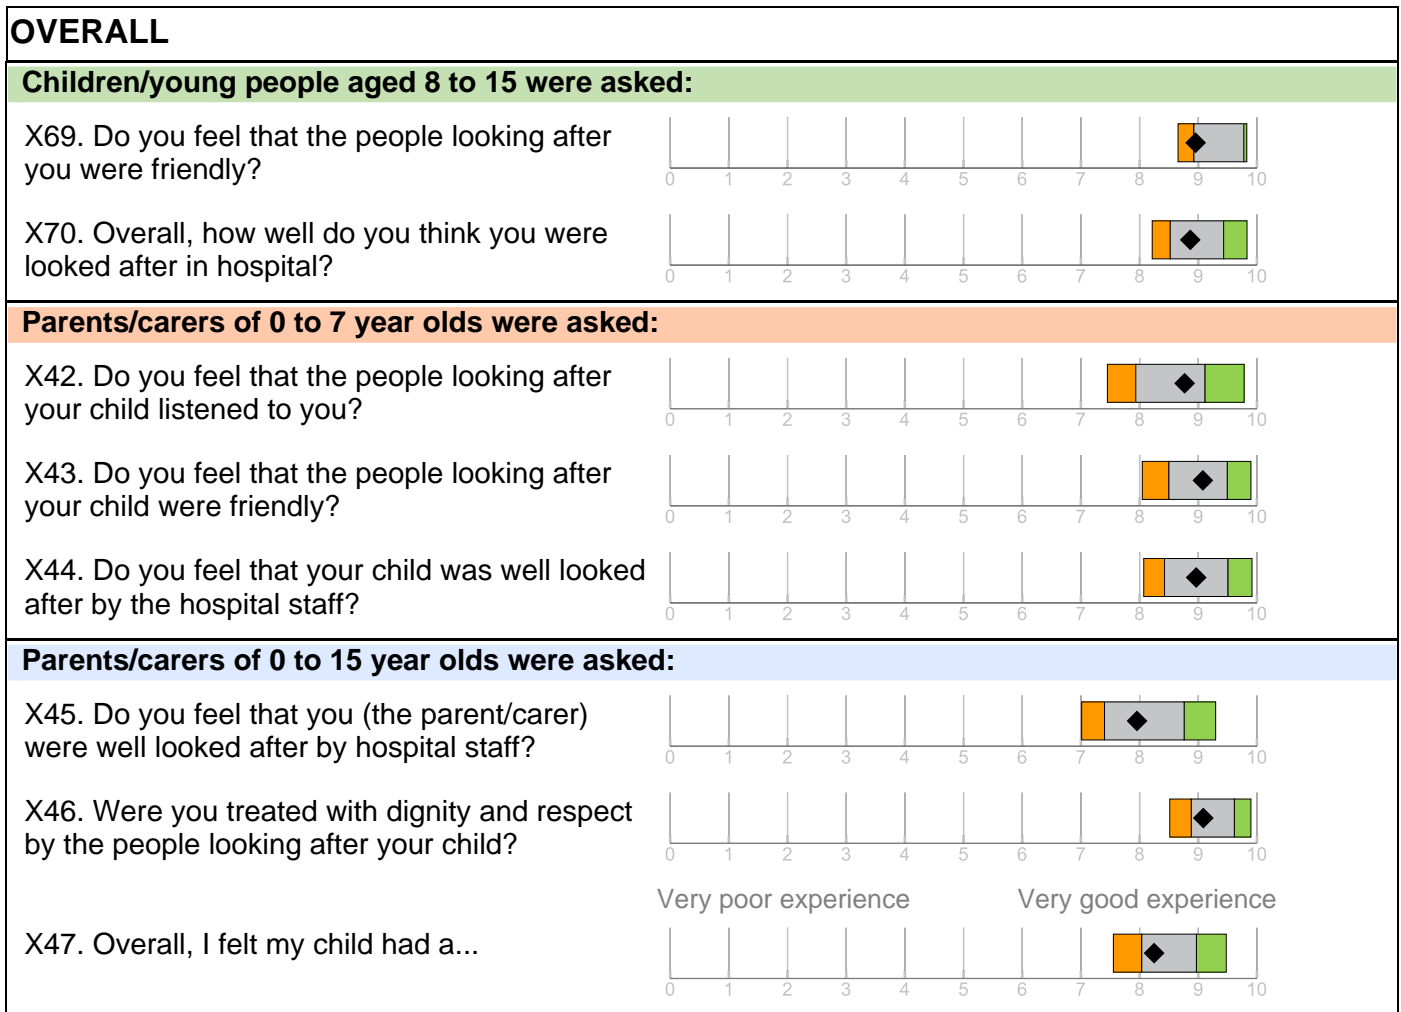 OVERALL
Children/young people aged 8 to 15 were asked:
X69. Do you feel that the people looking after
you were friendly?
0 1 2 3 4 5 6 7 8 9 10
X70. Overall, how well do you think you were
looked after in hospital?
0 1 2 3 4 5 6 7 8 9 10
Parents/carers of 0 to 7 year olds were asked:
X42. Do you feel that the people looking after
your child listened to you?
0 1 2 3 4 5 6 7 8 9 10
X43. Do you feel that the people looking after
your child were friendly?
0 1 2 3 4 5 6 7 8 9 10
X44. Do you feel that your child was well looked
after by the hospital staff?
0 1 2 3 4 5 6 7 8 9 10
Parents/carers of 0 to 15 year olds were asked:
X45. Do you feel that you (the parent/carer)
were well looked after by hospital staff?
0 1 2 3 4 5 6 7 8 9 10
X46. Were you treated with dignity and respect
by the people looking after your child?
0 1 2 3 4 5 6 7 8 9 10
Very poor experience Very good experience
X47. Overall, I felt my child had a...
0 1 2 3 4 5 6 7 8 9 10